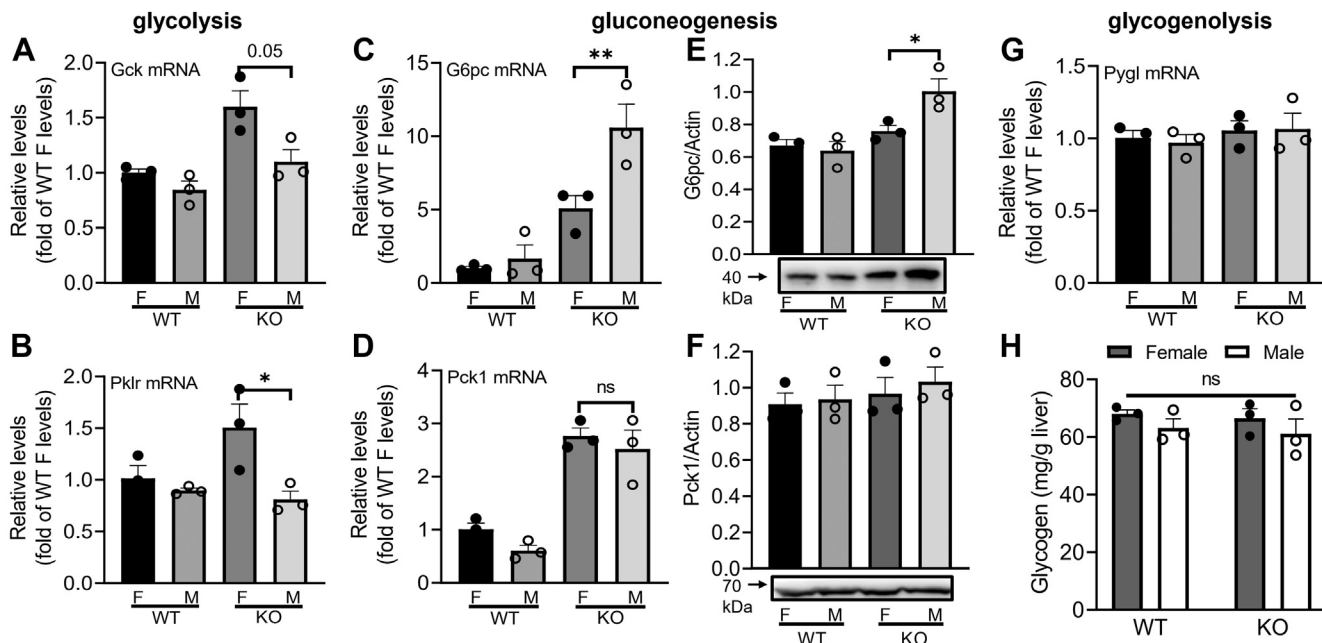 glycolysis
gluconeogenesis
glycogenolysis
A
Gck mRNA
0.05
Relative levels
(fold of WT F levels)
2.0
1.5
1.0
0.5
0.0
F M F M
WT KO
C
G6pc mRNA
**
Relative levels
(fold of WT F levels)
15
10
5
0
F M F M
WT KO
E
*
G6pc/Actin
1.2
1.0
0.8
0.6
0.4
0.2
0.0
40
kDa
F M F M
WT KO
G
Pygl mRNA
Relative levels
(fold of WT F levels)
1.5
1.0
0.5
0.0
F M F M
WT KO
B
Pklr mRNA
*
Relative levels
(fold of WT F levels)
2.0
1.5
1.0
0.5
0.0
F M F M
WT KO
D
Pck1 mRNA
ns
Relative levels
(fold of WT F levels)
4
3
2
1
0
F M F M
WT KO
F
Pck1/Actin
1.2
1.0
0.8
0.6
0.4
0.2
0.0
70
kDa
F M F M
WT KO
H
Female Male
ns
Glycogen (mg/g liver)
80
60
40
20
0
WT KO